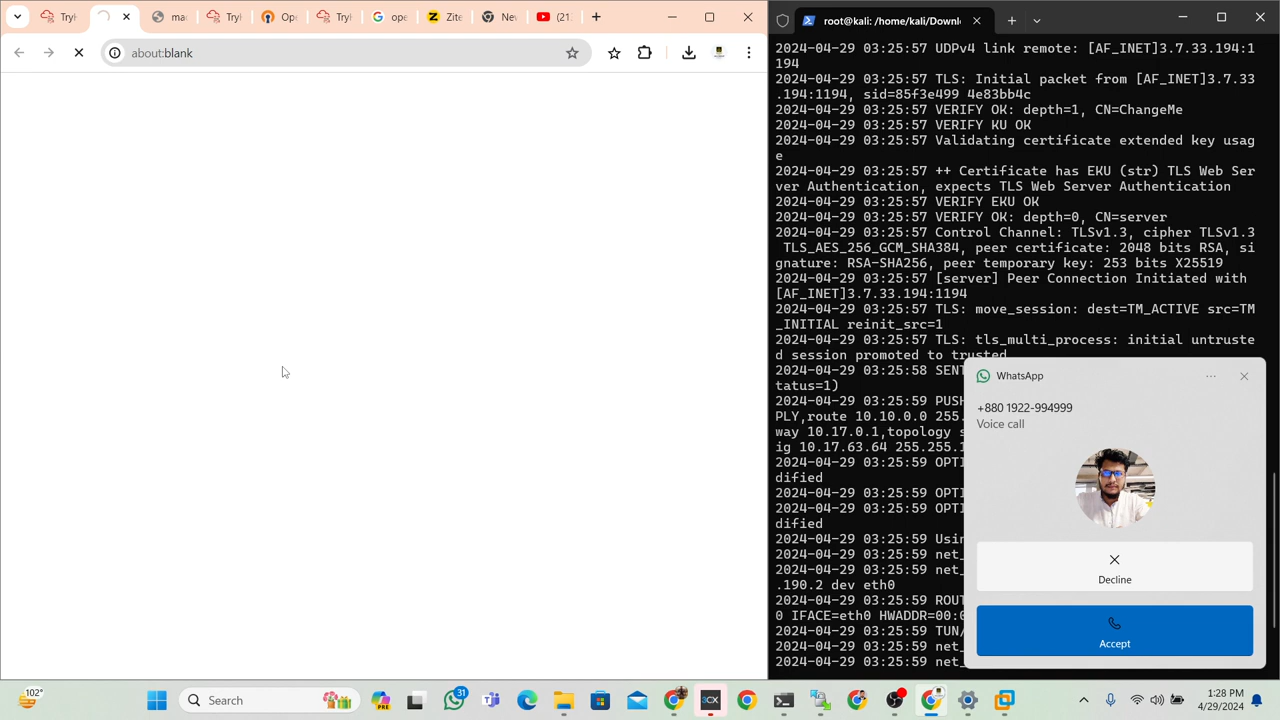 Tryh
ma
Tryh
Ope
Tryh
ope
Zite
Nev
(21
about:blank
root@kali: /home/kali/Downl
2024-04-29 03:25:57 UDPv4 link remote: [AF_INET]3.7.33.194:1
194
2024-04-29 03:25:57 TLS: Initial packet from [AF_INET]3.7.33
.194:1194, sid=85f3e499 4e83bb4c
2024-04-29 03:25:57 VERIFY OK: depth=1, CN=ChangeMe
2024-04-29 03:25:57 VERIFY KU OK
2024-04-29 03:25:57 Validating certificate extended key usag
e
2024-04-29 03:25:57 ++ Certificate has EKU (str) TLS Web Ser
ver Authentication, expects TLS Web Server Authentication
2024-04-29 03:25:57 VERIFY EKU OK
2024-04-29 03:25:57 VERIFY OK: depth=0, CN=server
2024-04-29 03:25:57 Control Channel: TLSv1.3, cipher TLSv1.3
TLS_AES_256_GCM_SHA384, peer certificate: 2048 bits RSA, si
gnature: RSA-SHA256, peer temporary key: 253 bits X25519
2024-04-29 03:25:57 [server] Peer Connection Initiated with
[AF_INET]3.7.33.194:1194
2024-04-29 03:25:57 TLS: move_session: dest=TM_ACTIVE src=TM
_INITIAL reinit_src=1
2024-04-29 03:25:57 TLS: tls_multi_process: initial untruste
d session promoted to trusted
2024-04-29 03:25:58 SENT
tatus=1)
2024-04-29 03:25:59 PUSH
PLY,route 10.10.0.0 255.
way 10.17.0.1,topology s
ig 10.17.63.64 255.255.1
2024-04-29 03:25:59 OPTI
dified
2024-04-29 03:25:59 OPTI
2024-04-29 03:25:59 OPTI
dified
2024-04-29 03:25:59 Usin
2024-04-29 03:25:59 net_
2024-04-29 03:25:59 net_
.190.2 dev eth0
2024-04-29 03:25:59 ROUT
0 IFACE=eth0 HWADDR=00:0
2024-04-29 03:25:59 TUN/
2024-04-29 03:25:59 net_
2024-04-29 03:25:59 net_
WhatsApp
+880 1922-994999
Voice call
Decline
Accept
102°
Search
PRE
31
3CX
1:28 PM
4/29/2024